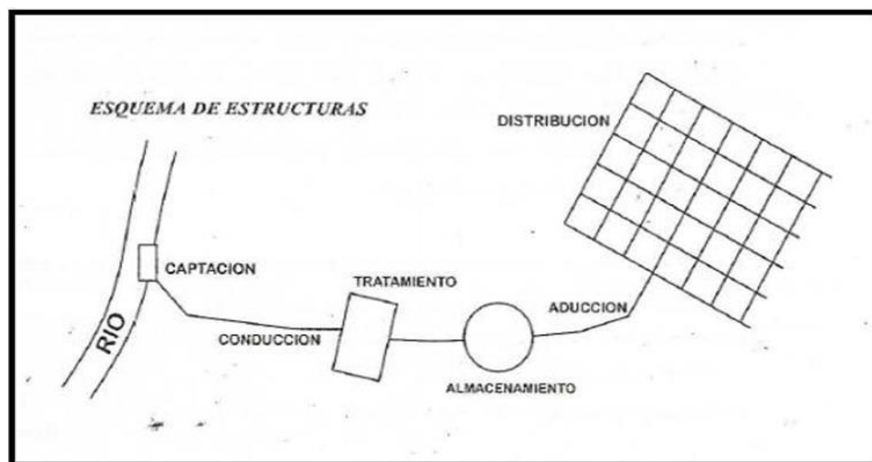 ESQUEMA DE ESTRUCTURAS
DISTRIBUCION
CAPTACION
TRATAMIENTO
ADUCCION
RIO
CONDUCCION
ALMACENAMIENTO